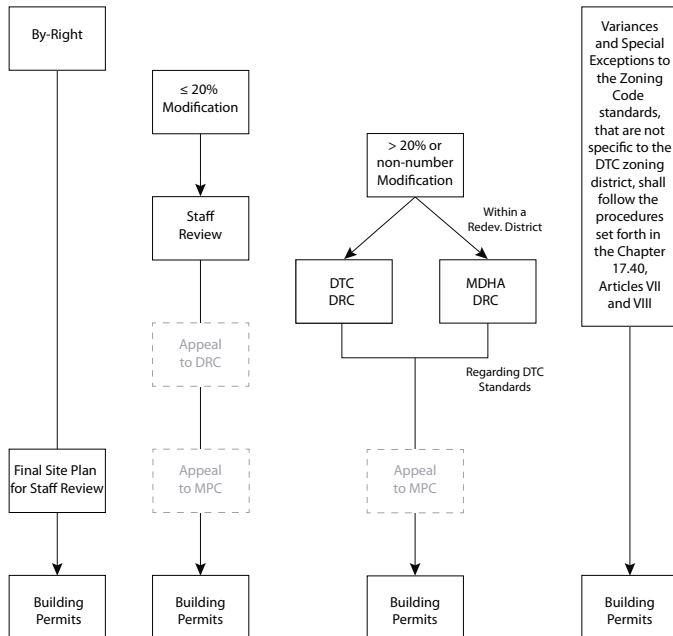 By-Right
≤ 20%
Modification
Staff
Review
Appeal
to DRC
Final Site Plan
for Staff Review
Appeal
to MPC
Building
Permits
Building
Permits
> 20% or
non-number
Modification
Within a
Redev. District
DTC
DRC
MDHA
DRC
Regarding DTC
Standards
Appeal
to MPC
Building
Permits
Variances
and Special
Exceptions to
the Zoning
Code
standards,
that are not
specific to the
DTC zoning
district, shall
follow the
procedures
set forth in
the Chapter
17.40,
Articles VII
and VIII
Building
Permits